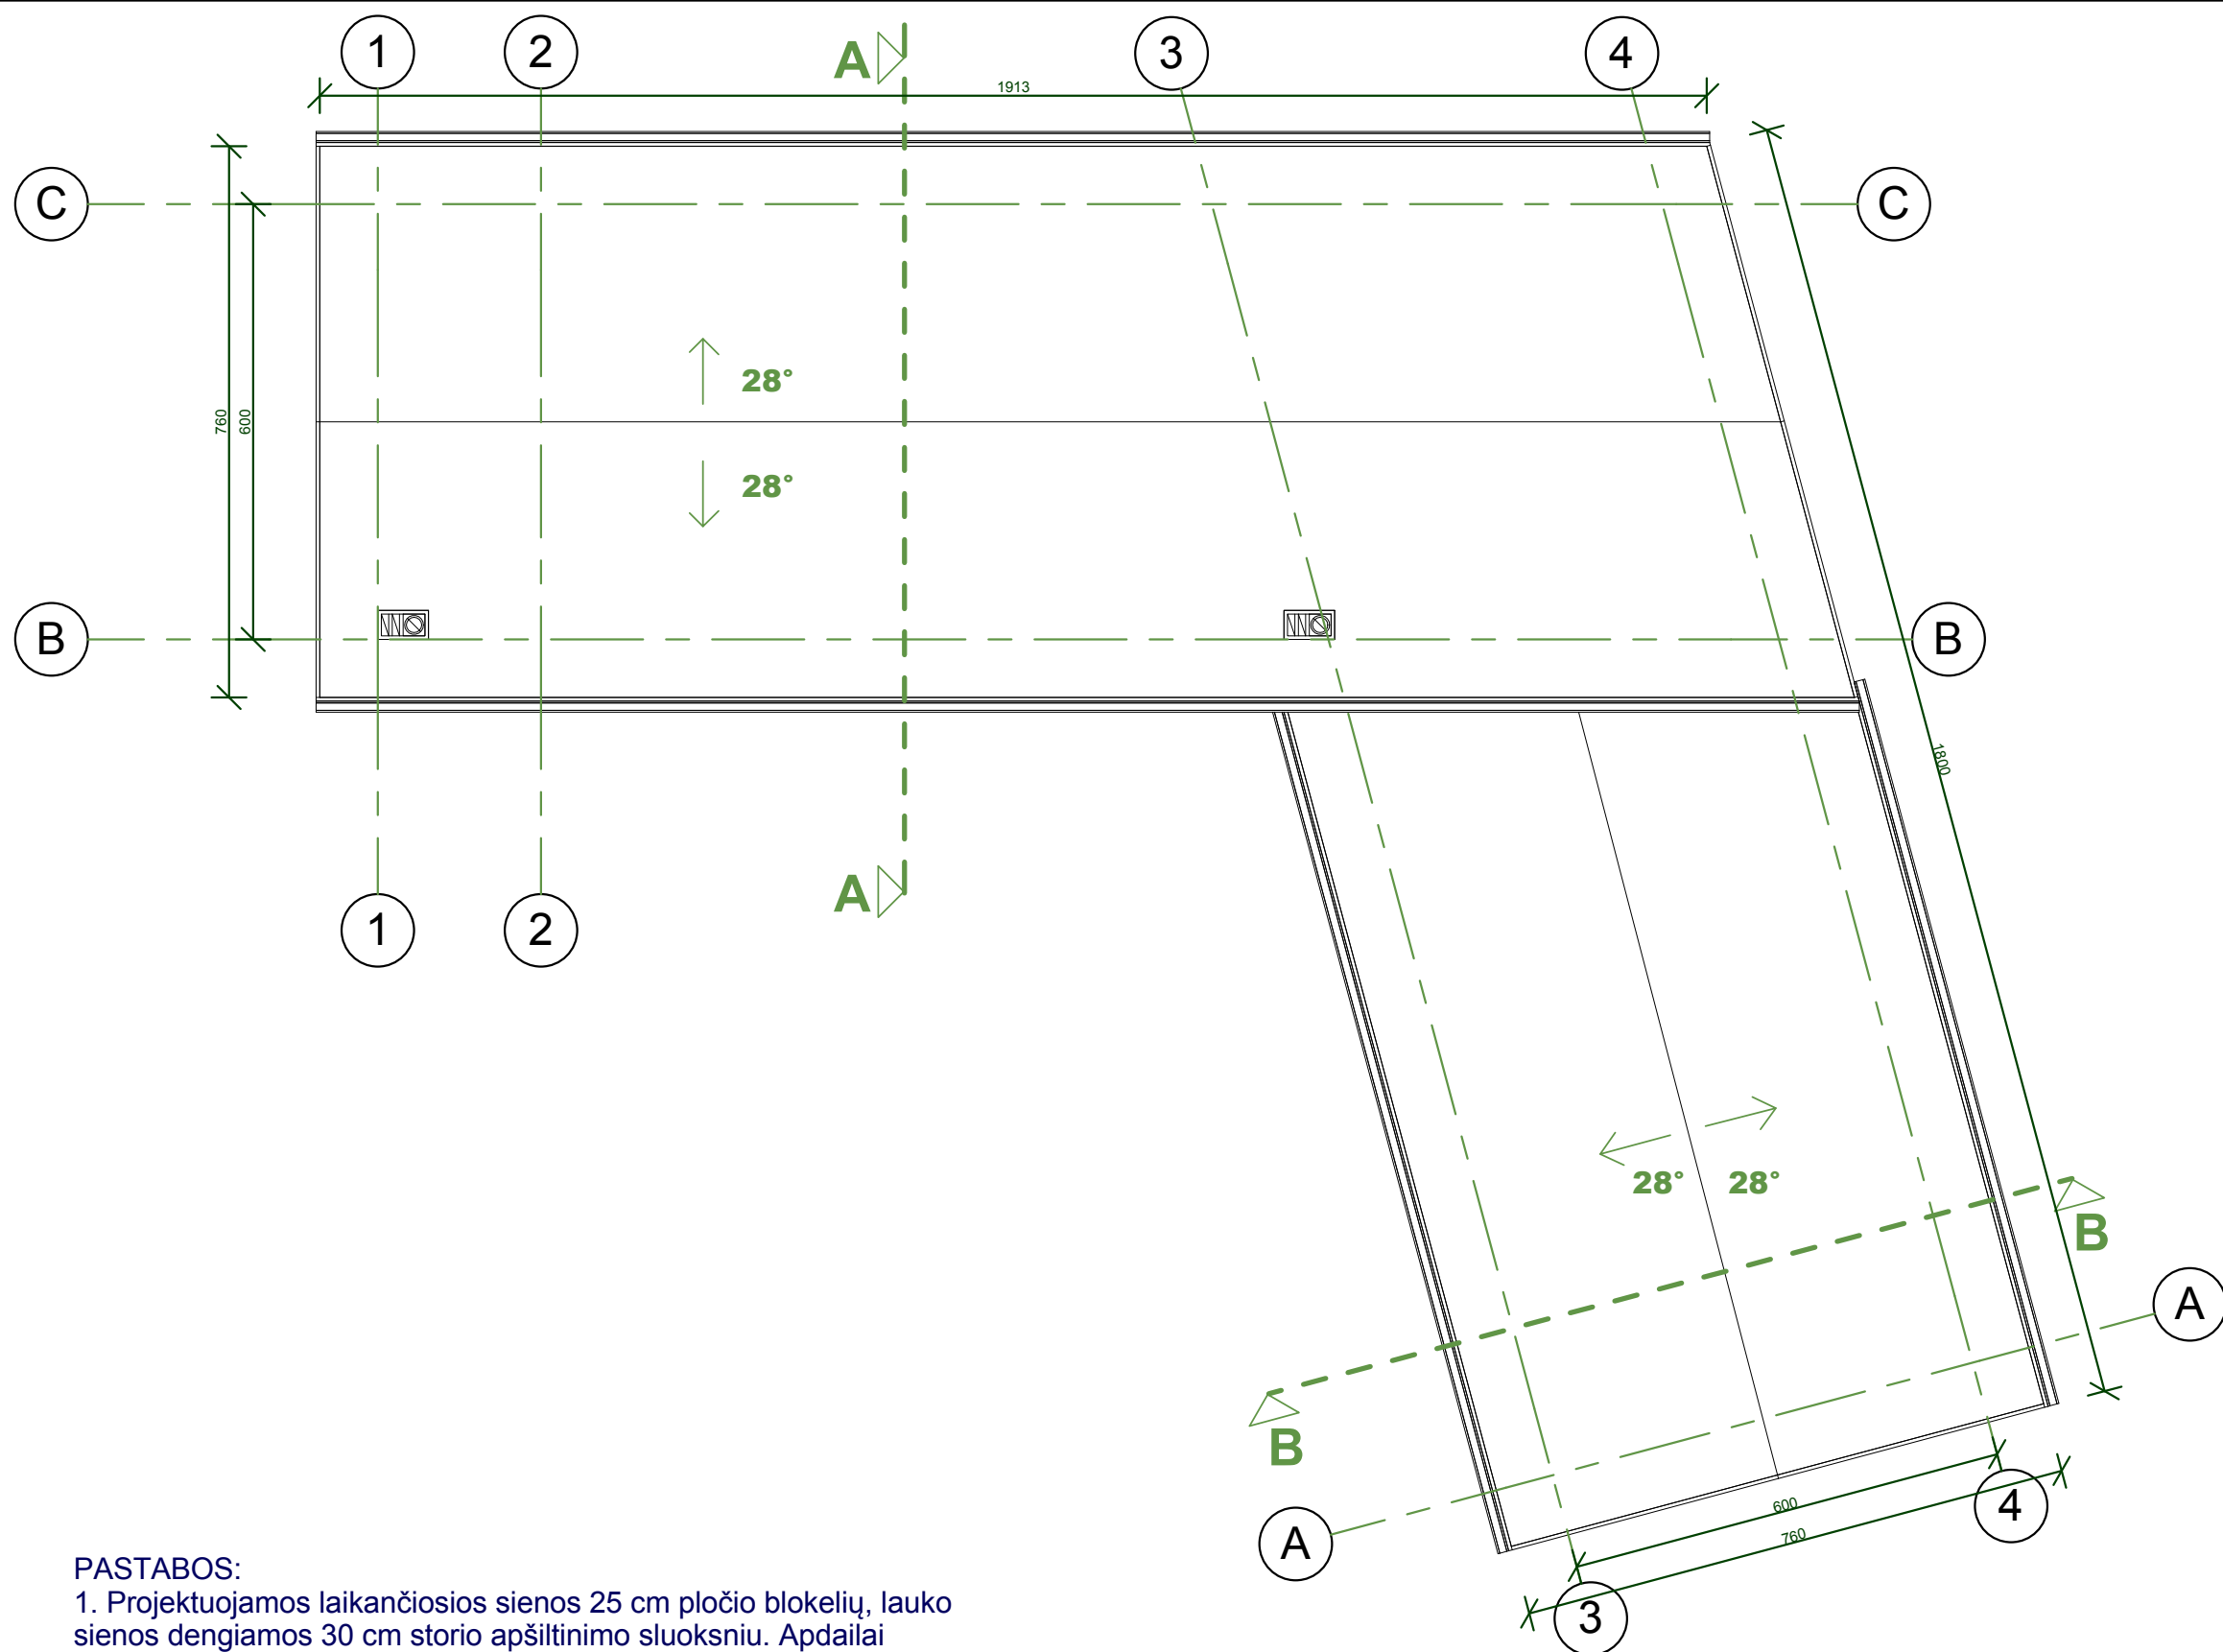 1
2
A
3
4
1913
C
C
28°
760
600
28°
B
B
1800
A
1
2
28°
28°
B
A
B
A
600
4
760
3
PASTABOS:
1. Projektuojamos laikančiosios sienos 25 cm pločio blokelių, lauko
sienos dengiamos 30 cm storio apšiltinimo sluoksniu. Apdailai